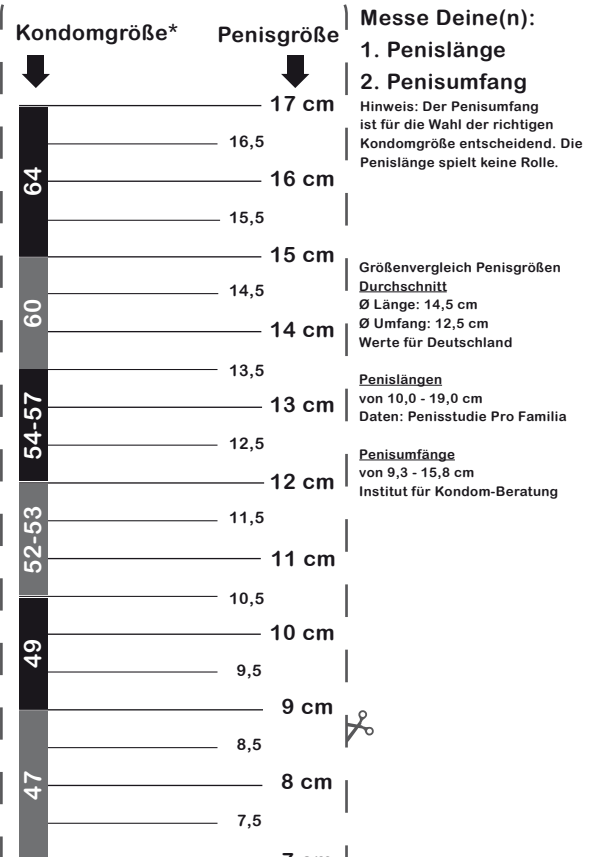 Kondomgröße*
Penisgröße
Messe Deine(n):
1. Penislänge
2. Penisumfang
Hinweis: Der Penisumfang
ist für die Wahl der richtigen
Kondomgröße entscheidend. Die
Penislänge spielt keine Rolle.
17 cm
16,5
64
16 cm
15,5
15 cm
14,5
60
14 cm
13,5
54-57
13 cm
12,5
12 cm
11,5
52-53
11 cm
10,5
49
10 cm
9,5
9 cm
8,5
47
8 cm
7,5
Größenvergleich Penisgrößen
Durchschnitt
Ø Länge: 14,5 cm
Ø Umfang: 12,5 cm
Werte für Deutschland
Penislängen
von 10,0 - 19,0 cm
Daten: Penisstudie Pro Familia
Penisumfänge
von 9,3 - 15,8 cm
Institut für Kondom-Beratung